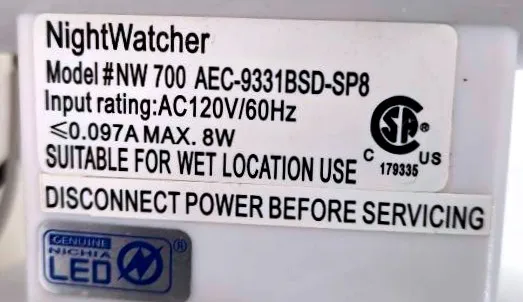 NightWatcher
Model #NW 700 AEC-9331BSD-SP8
Input rating:AC120V/60Hz
≤0.097A MAX. 8W
SUITABLE FOR WET LOCATION USE
SA®
C US
179335
DISCONNECT POWER BEFORE SERVICING
GENUINE
NICHIA
LED
®